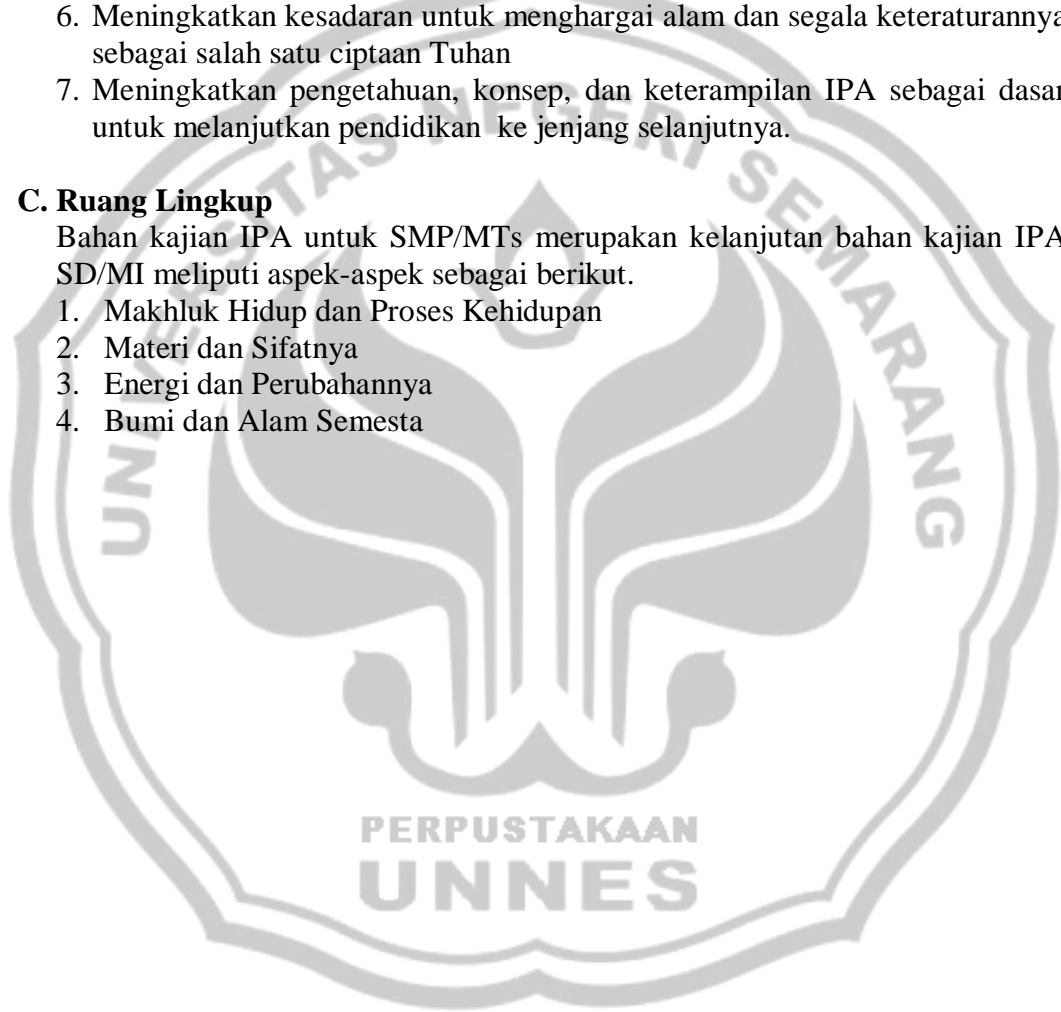 6. Meningkatkan kesadaran untuk menghargai alam dan segala keteraturannya
sebagai salah satu ciptaan Tuhan
7. Meningkatkan pengetahuan, konsep, dan keterampilan IPA sebagai dasar
untuk melanjutkan pendidikan ke jenjang selanjutnya.
C. Ruang Lingkup
Bahan kajian IPA untuk SMP/MTs merupakan kelanjutan bahan kajian IPA
SD/MI meliputi aspek-aspek sebagai berikut.
1. Makhluk Hidup dan Proses Kehidupan
2. Materi dan Sifatnya
3. Energi dan Perubahannya
4. Bumi dan Alam Semesta
UNIVERSITAS NEGERI SEMARANG
PERPUSTAKAAN
UNNES